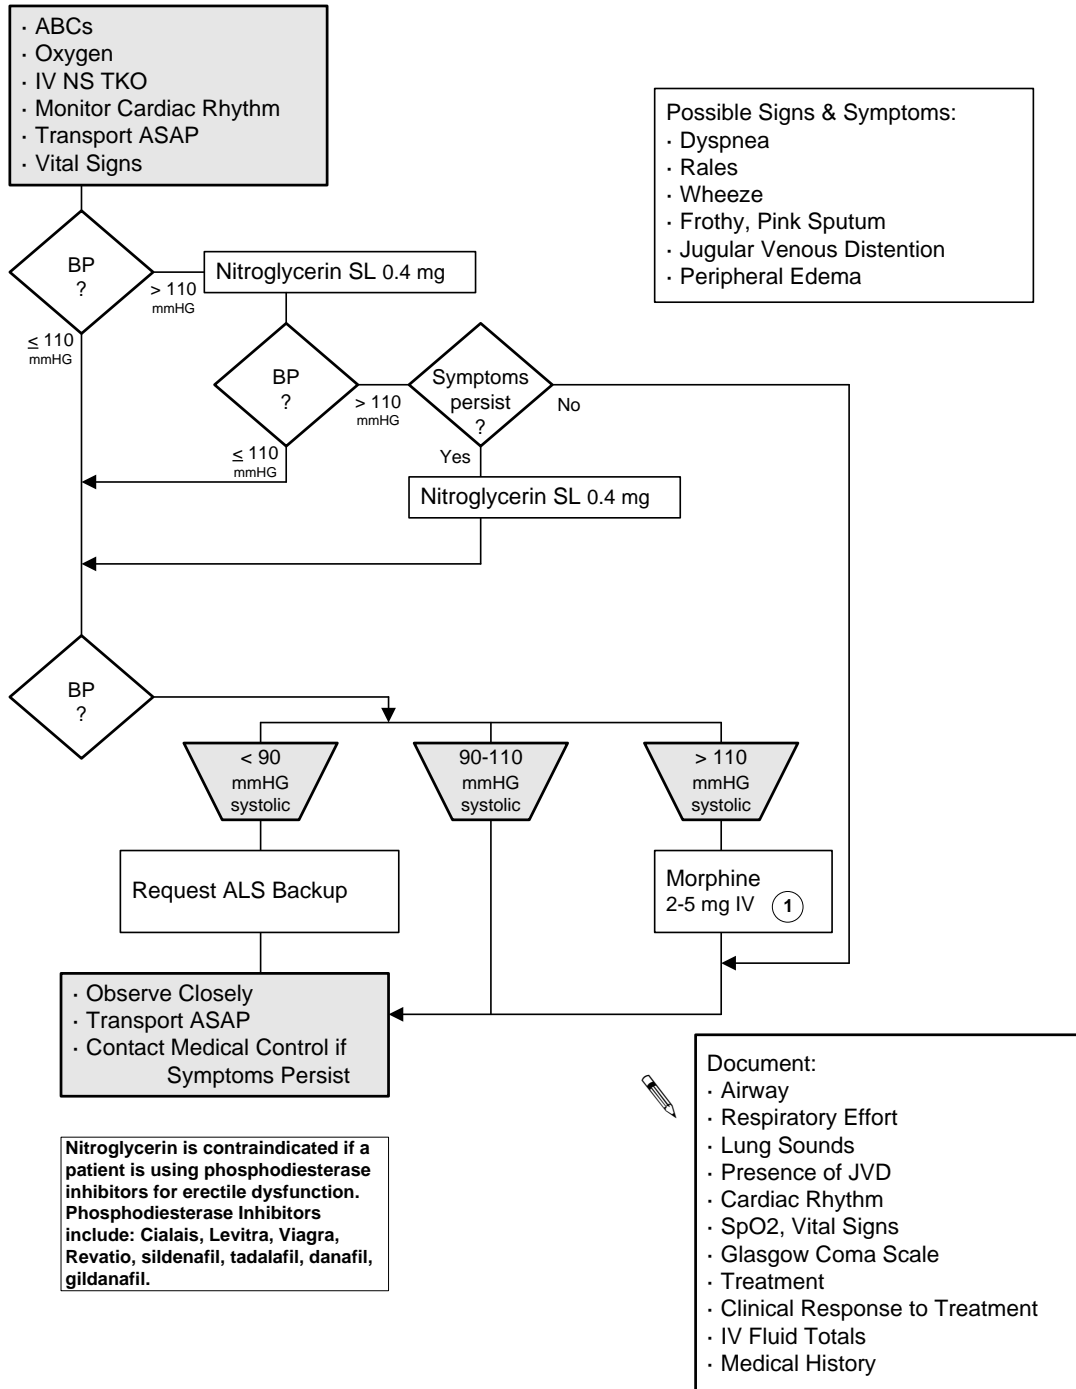 · ABCs
· Oxygen
· IV NS TKO
· Monitor Cardiac Rhythm
· Transport ASAP
· Vital Signs
Possible Signs & Symptoms:
· Dyspnea
· Rales
· Wheeze
· Frothy, Pink Sputum
· Jugular Venous Distention
· Peripheral Edema
BP
?
> 110
mmHG
≤ 110
mmHG
Nitroglycerin SL 0.4 mg
BP
?
> 110
mmHG
≤ 110
mmHG
Symptoms
persist
?
No
Yes
Nitroglycerin SL 0.4 mg
BP
?
< 90
mmHG
systolic
90-110
mmHG
systolic
> 110
mmHG
systolic
Request ALS Backup
Morphine
2-5 mg IV 1
· Observe Closely
· Transport ASAP
· Contact Medical Control if
Symptoms Persist
Nitroglycerin is contraindicated if a
patient is using phosphodiesterase
inhibitors for erectile dysfunction.
Phosphodiesterase Inhibitors
include: Cialais, Levitra, Viagra,
Revatio, sildenafil, tadalafil, danafil,
gildanafil.
Document:
· Airway
· Respiratory Effort
· Lung Sounds
· Presence of JVD
· Cardiac Rhythm
· SpO2, Vital Signs
· Glasgow Coma Scale
· Treatment
· Clinical Response to Treatment
· IV Fluid Totals
· Medical History